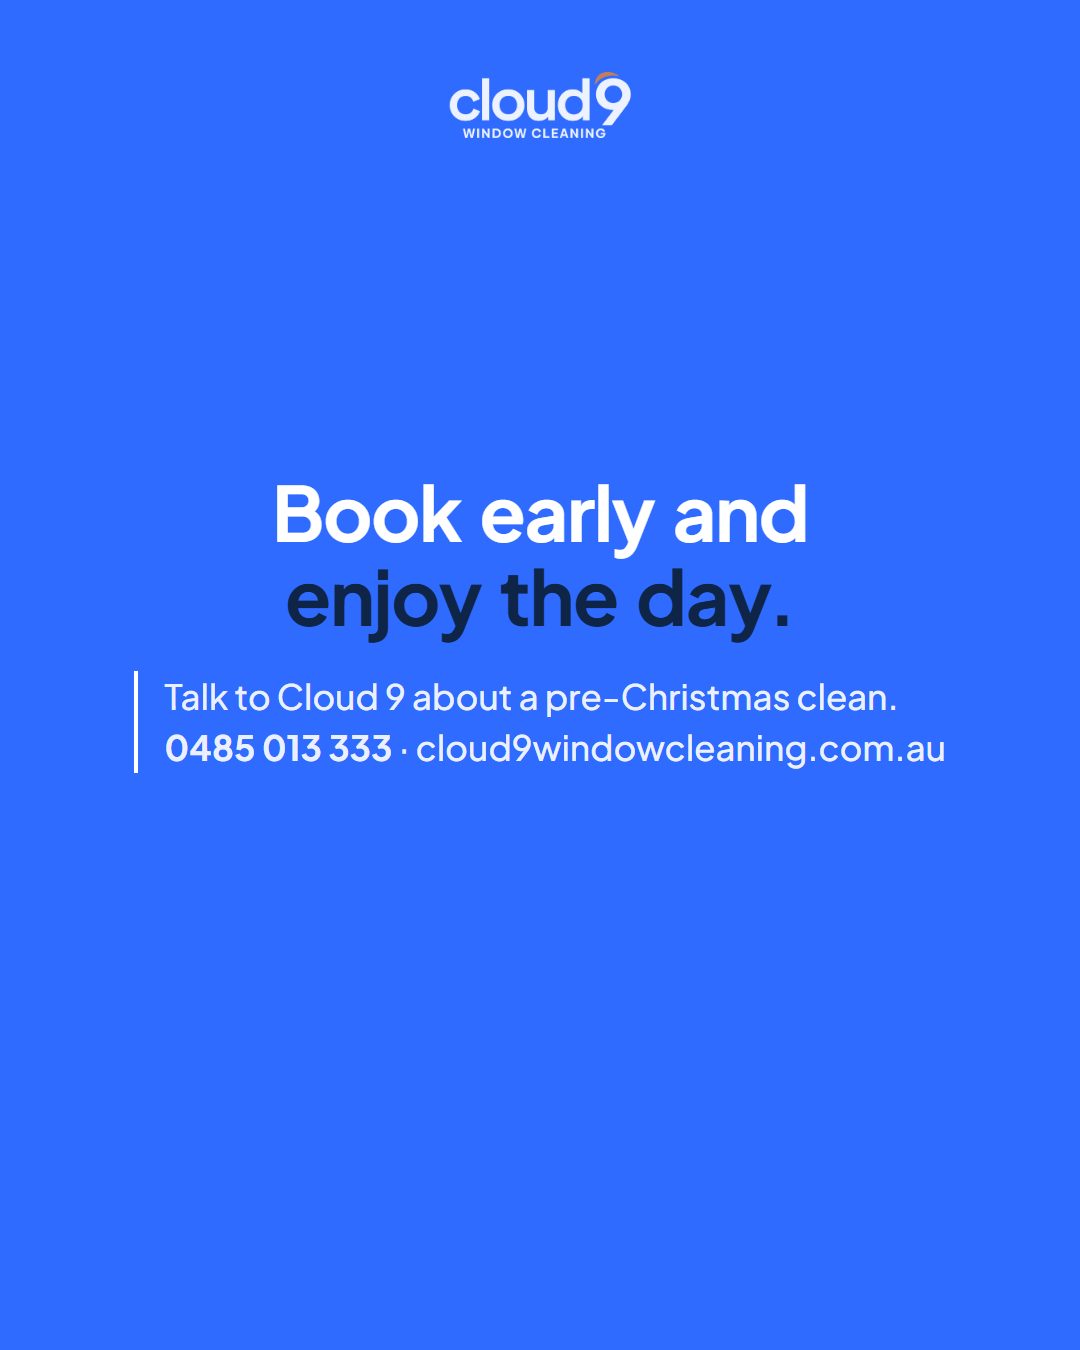 cloud9
WINDOW CLEANING
Book early and
enjoy the day.
Talk to Cloud 9 about a pre-Christmas clean.
0485 013 333 · cloud9windowcleaning.com.au